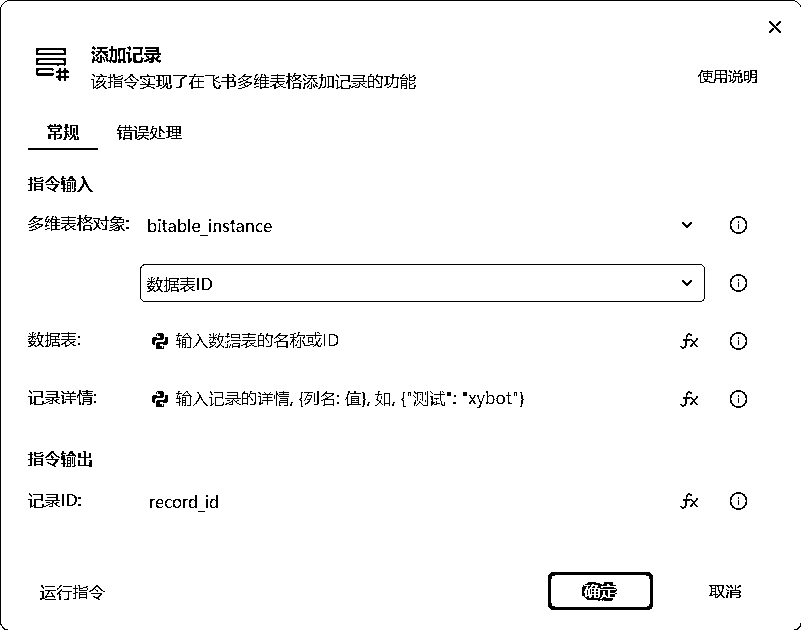 添加记录
该指令实现了在飞书多维表格添加记录的功能
使用说明
常规 错误处理
指令输入
多维表格对象: bitable_instance
数据表ID
数据表: 输入数据表的名称或ID fx
记录详情: 输入记录的详情, {列名: 值}, 如, {"测试": "xybot"} fx
指令输出
记录ID: record_id fx
运行指令 确定 取消